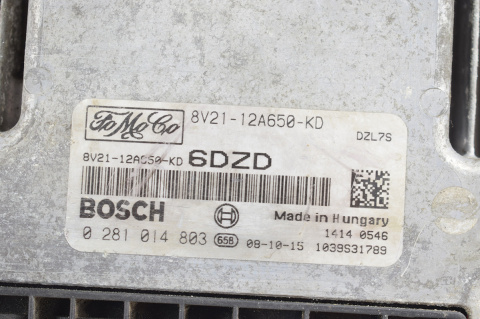 FoMoCo 8V21-12A650-KD
DZL7S
8V21-12A650-KD 6DZD
BOSCH Made in Hungary
1414 0546
0 281 014 803 658 09-10-15 1039S31789